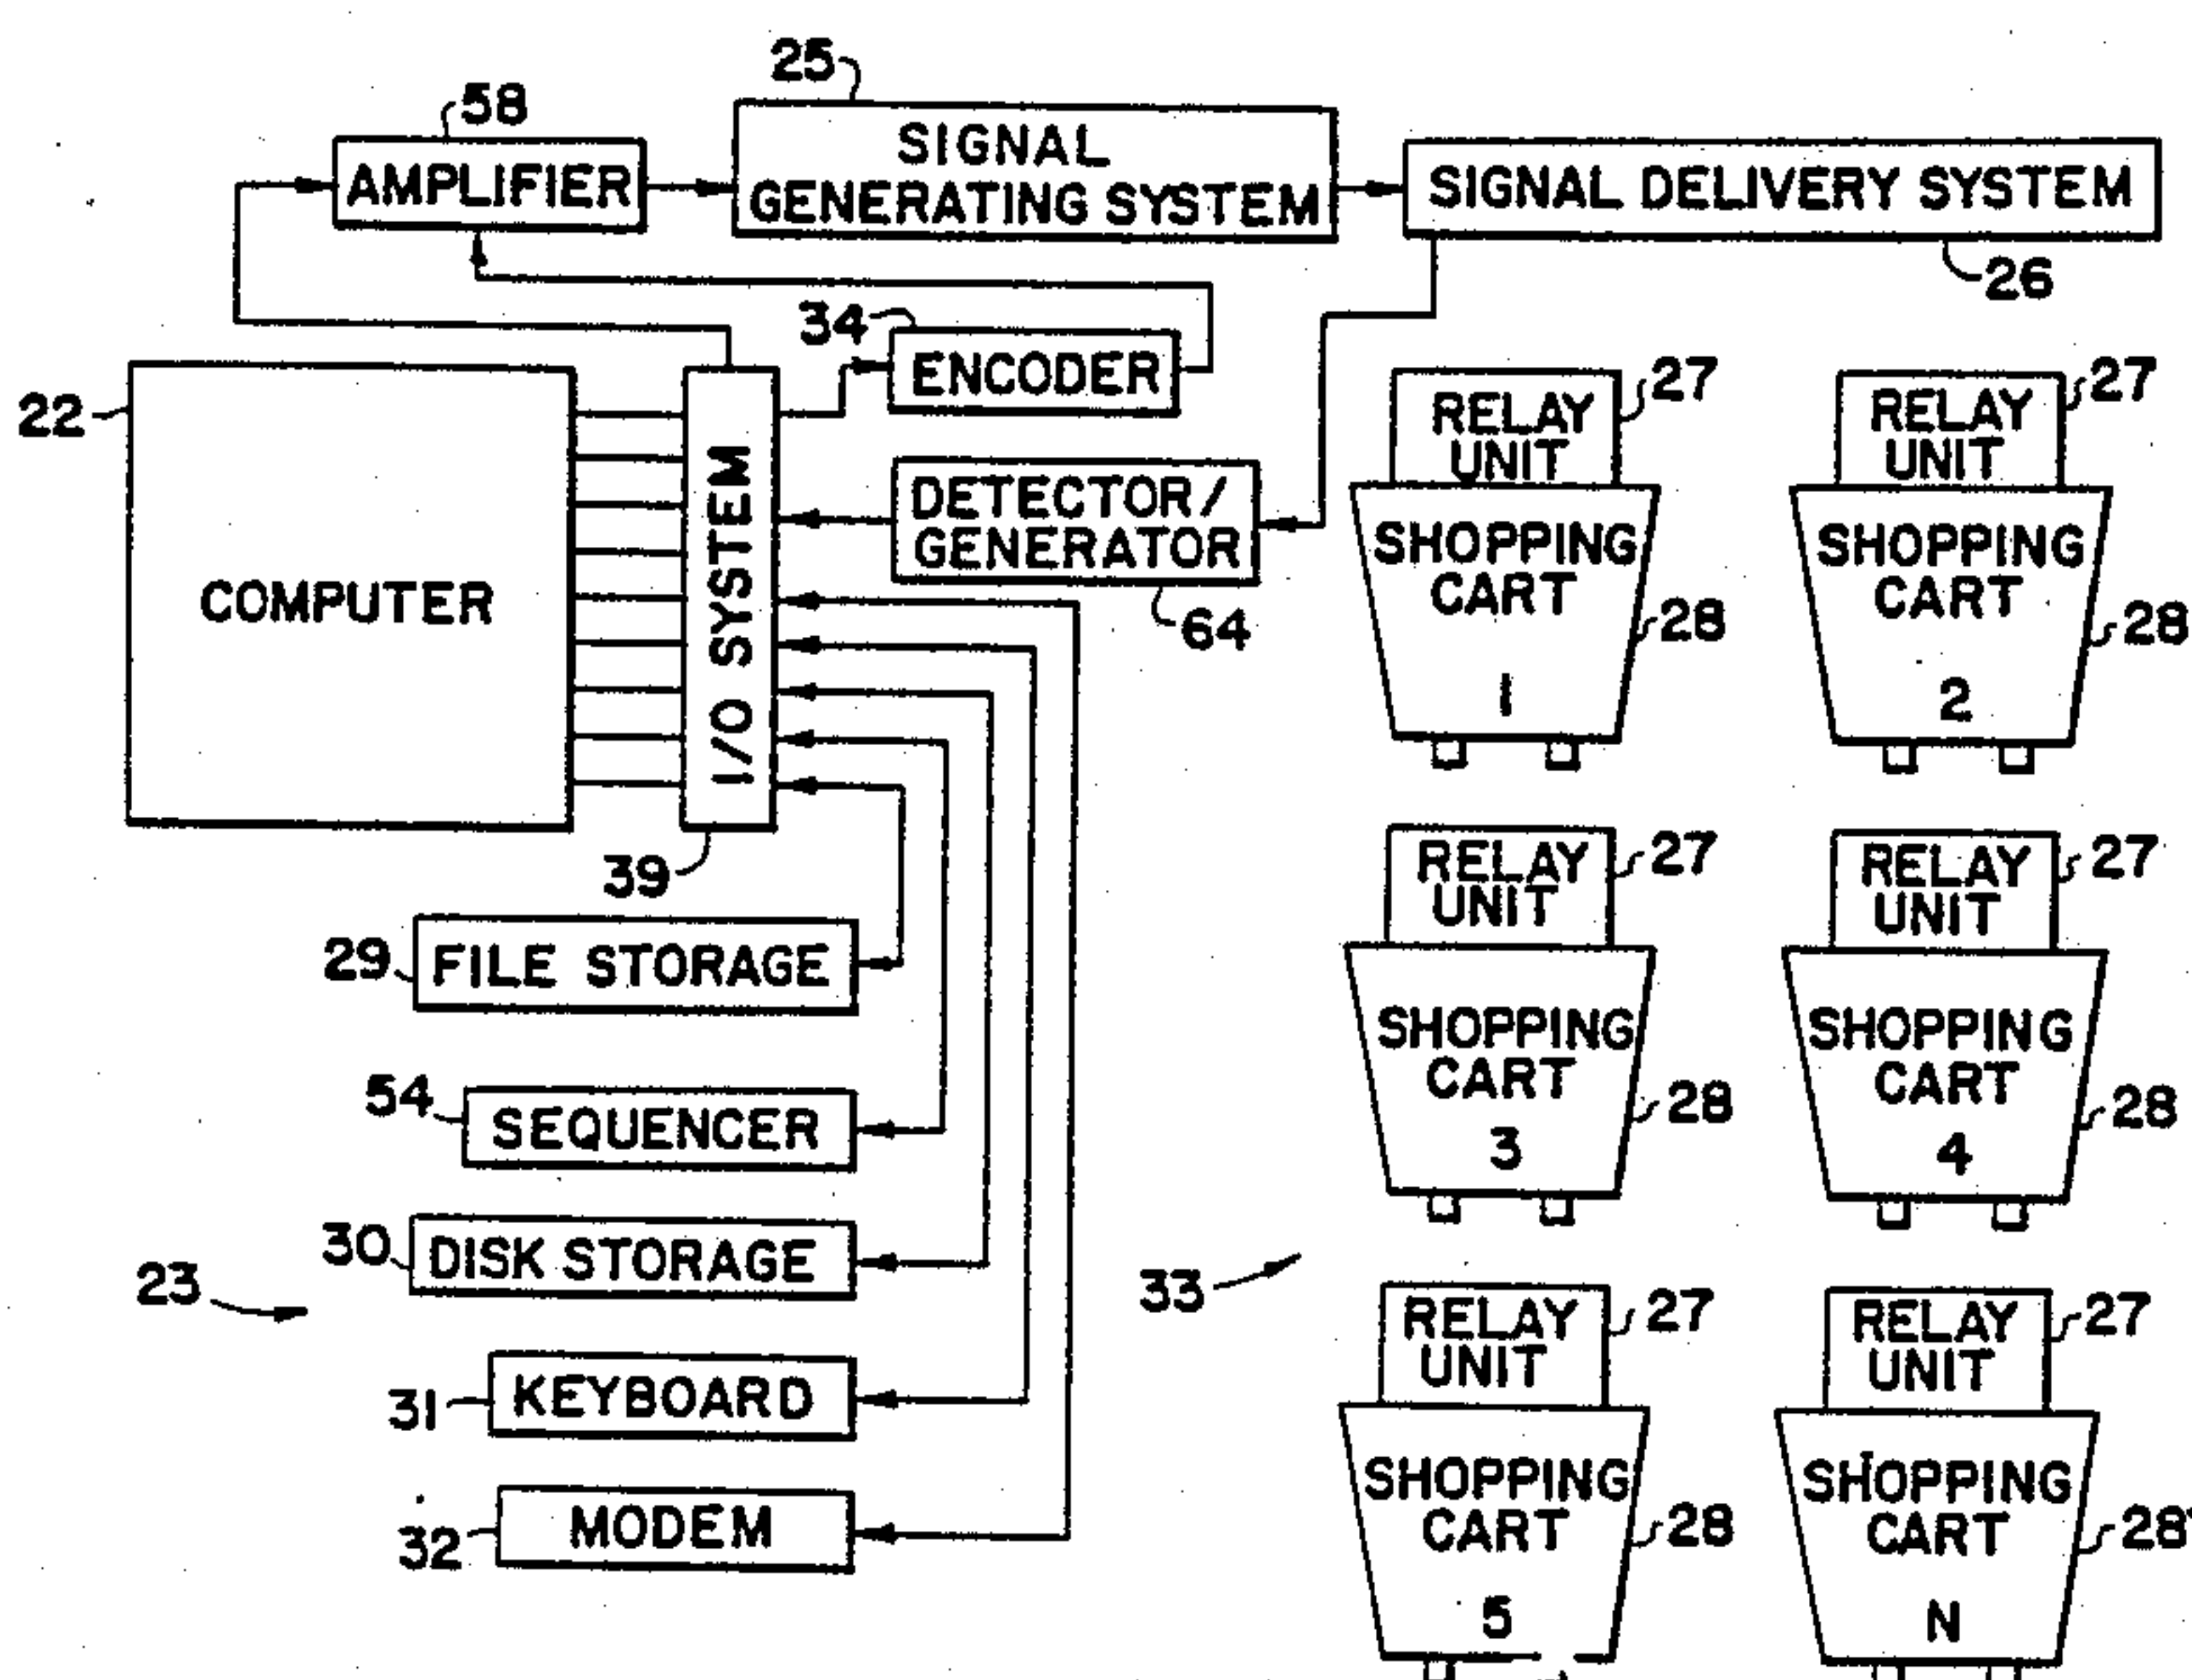 25
58
SIGNAL
GENERATING SYSTEM
AMPLIFIER
SIGNAL DELIVERY SYSTEM
26
34
ENCODER
22
COMPUTER
I/O SYSTEM
39
DETECTOR/
GENERATOR
64
RELAY
UNIT
27
SHOPPING
CART
28
1
RELAY
UNIT
27
SHOPPING
CART
28
2
29
FILE STORAGE
54
SEQUENCER
30
DISK STORAGE
23
31
KEYBOARD
32
MODEM
RELAY
UNIT
27
SHOPPING
CART
28
3
RELAY
UNIT
27
SHOPPING
CART
28
4
33
RELAY
UNIT
27
SHOPPING
CART
28
5
RELAY
UNIT
27
SHOPPING
CART
28
N